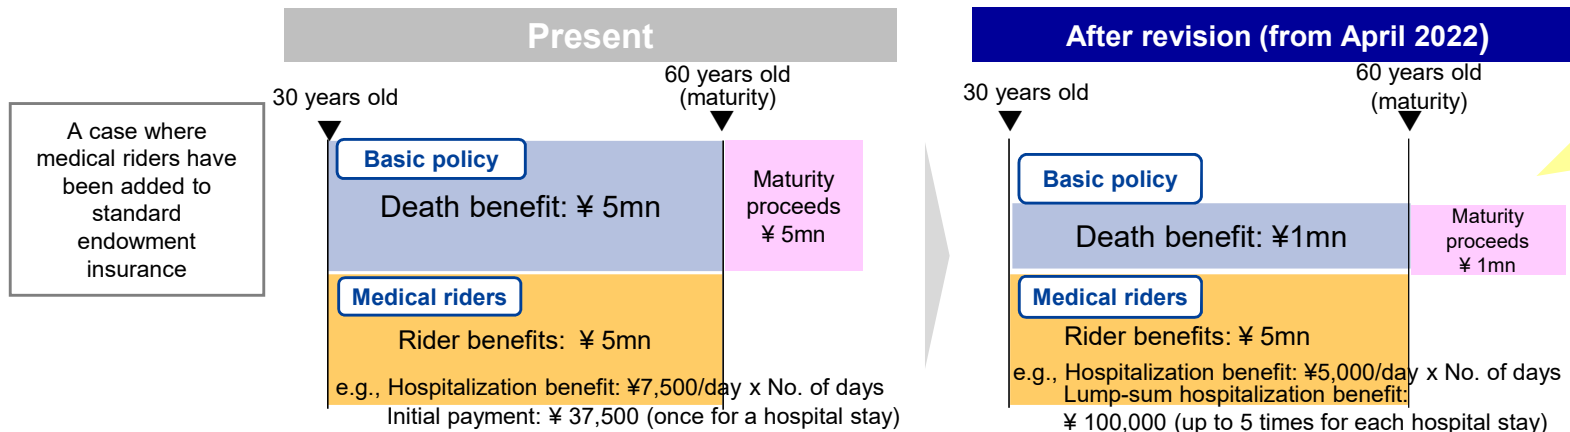 Present
After revision (from April 2022)
A case where
medical riders have
been added to
standard
endowment
insurance
30 years old
60 years old
(maturity)
Basic policy
Death benefit: ¥ 5mn
Maturity
proceeds
¥ 5mn
Medical riders
Rider benefits: ¥ 5mn
e.g., Hospitalization benefit: ¥7,500/day x No. of days
Initial payment: ¥ 37,500 (once for a hospital stay)
30 years old
60 years old
(maturity)
Basic policy
Death benefit: ¥1mn
Maturity
proceeds
¥ 1mn
Medical riders
Rider benefits: ¥ 5mn
e.g., Hospitalization benefit: ¥5,000/day x No. of days
Lump-sum hospitalization benefit:
¥ 100,000 (up to 5 times for each hospital stay)